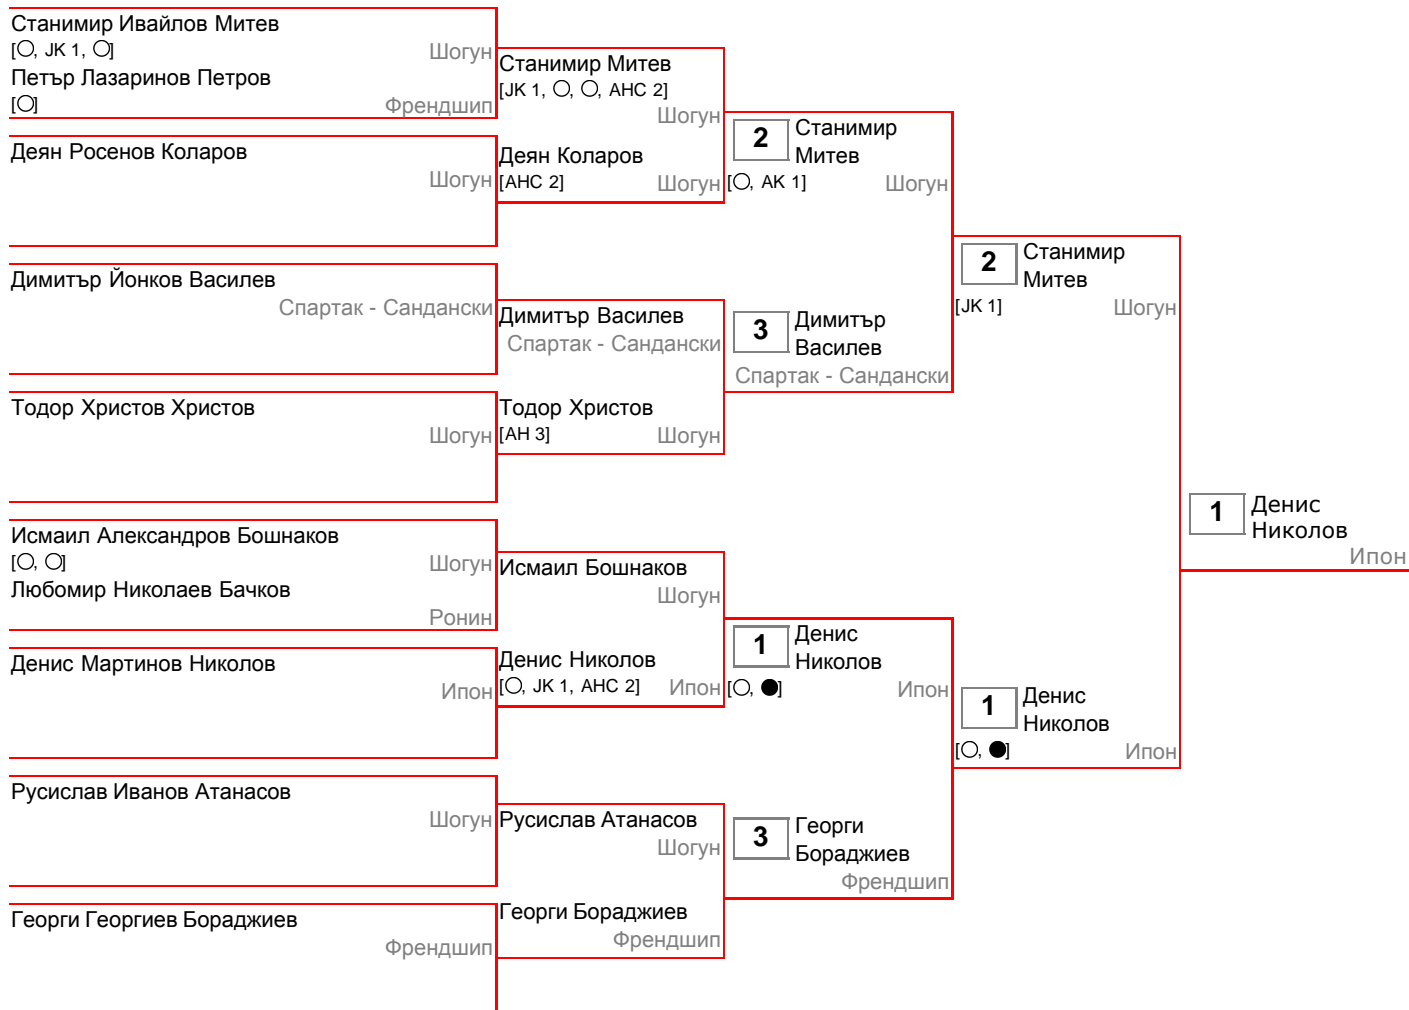 Станимир Ивайлов Митев
[○, JK 1, ○] Шогун
Петър Лазаринов Петров
[○] Френдшип
Деян Росенов Коларов
Шогун
Димитър Йонков Василев
Спартак - Сандански
Тодор Христов Христов
Шогун
Исмаил Александров Бошнаков
[○, ○] Шогун
Любомир Николаев Бачков
Ронин
Денис Мартинов Николов
Ипон
Русислав Иванов Атанасов
Шогун
Георги Георгиев Бораджиев
Френдшип
Станимир Митев
[JK 1, ○, ○, AHC 2]
Шогун
Деян Коларов
[AHC 2] Шогун
Димитър Василев
Спартак - Сандански
Тодор Христов
[AH 3] Шогун
Исмаил Бошнаков
Шогун
Денис Николов
[○, JK 1, AHC 2] Ипон
Русислав Атанасов
Шогун
Георги Бораджиев
Френдшип
2 Станимир
Митев
[○, AK 1] Шогун
3 Димитър
Василев
Спартак - Сандански
1 Денис
Николов
[○, ●] Ипон
3 Георги
Бораджиев
Френдшип
2 Станимир
Митев
[JK 1] Шогун
1 Денис
Николов
[○, ●] Ипон
1 Денис
Николов
Ипон